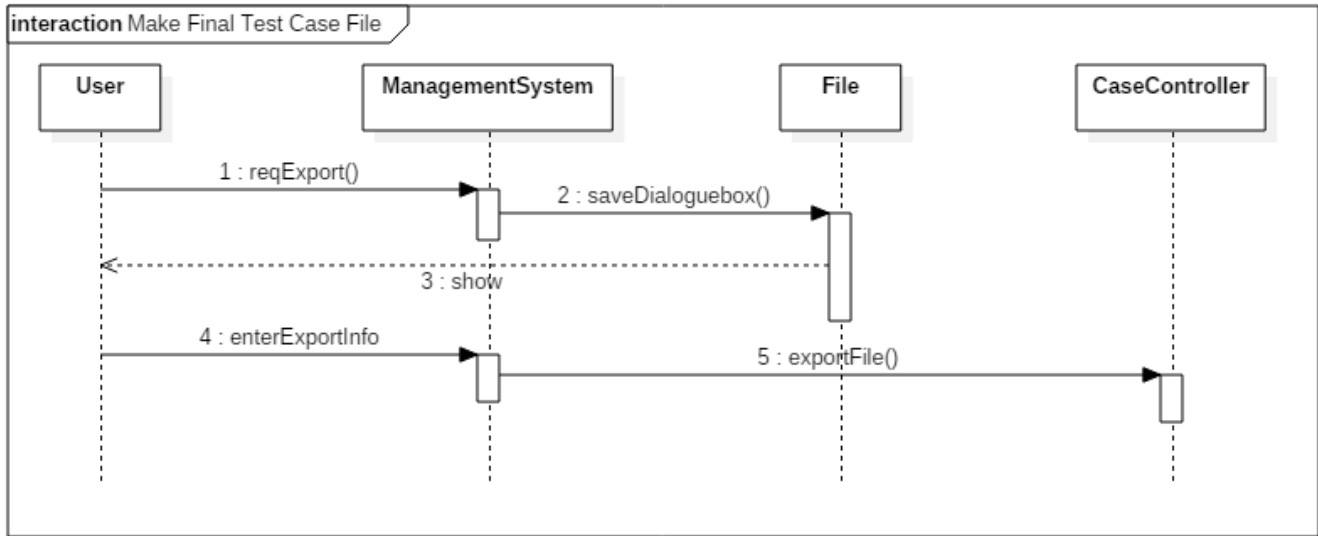 interaction Make Final Test Case File
User
ManagementSystem
File
CaseController
1 : reqExport()
2 : saveDialoguebox()
3 : show
4 : enterExportInfo
5 : exportFile()